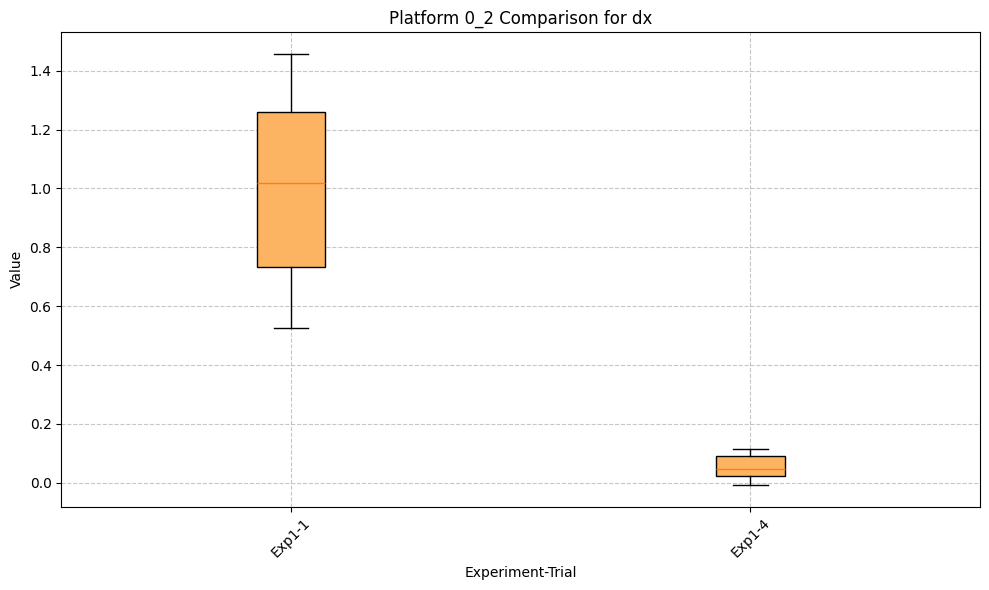 Platform 0_2 Comparison for dx
Value
1.4
1.2
1.0
0.8
0.6
0.4
0.2
0.0
Exp1-1
Exp1-4
Experiment-Trial